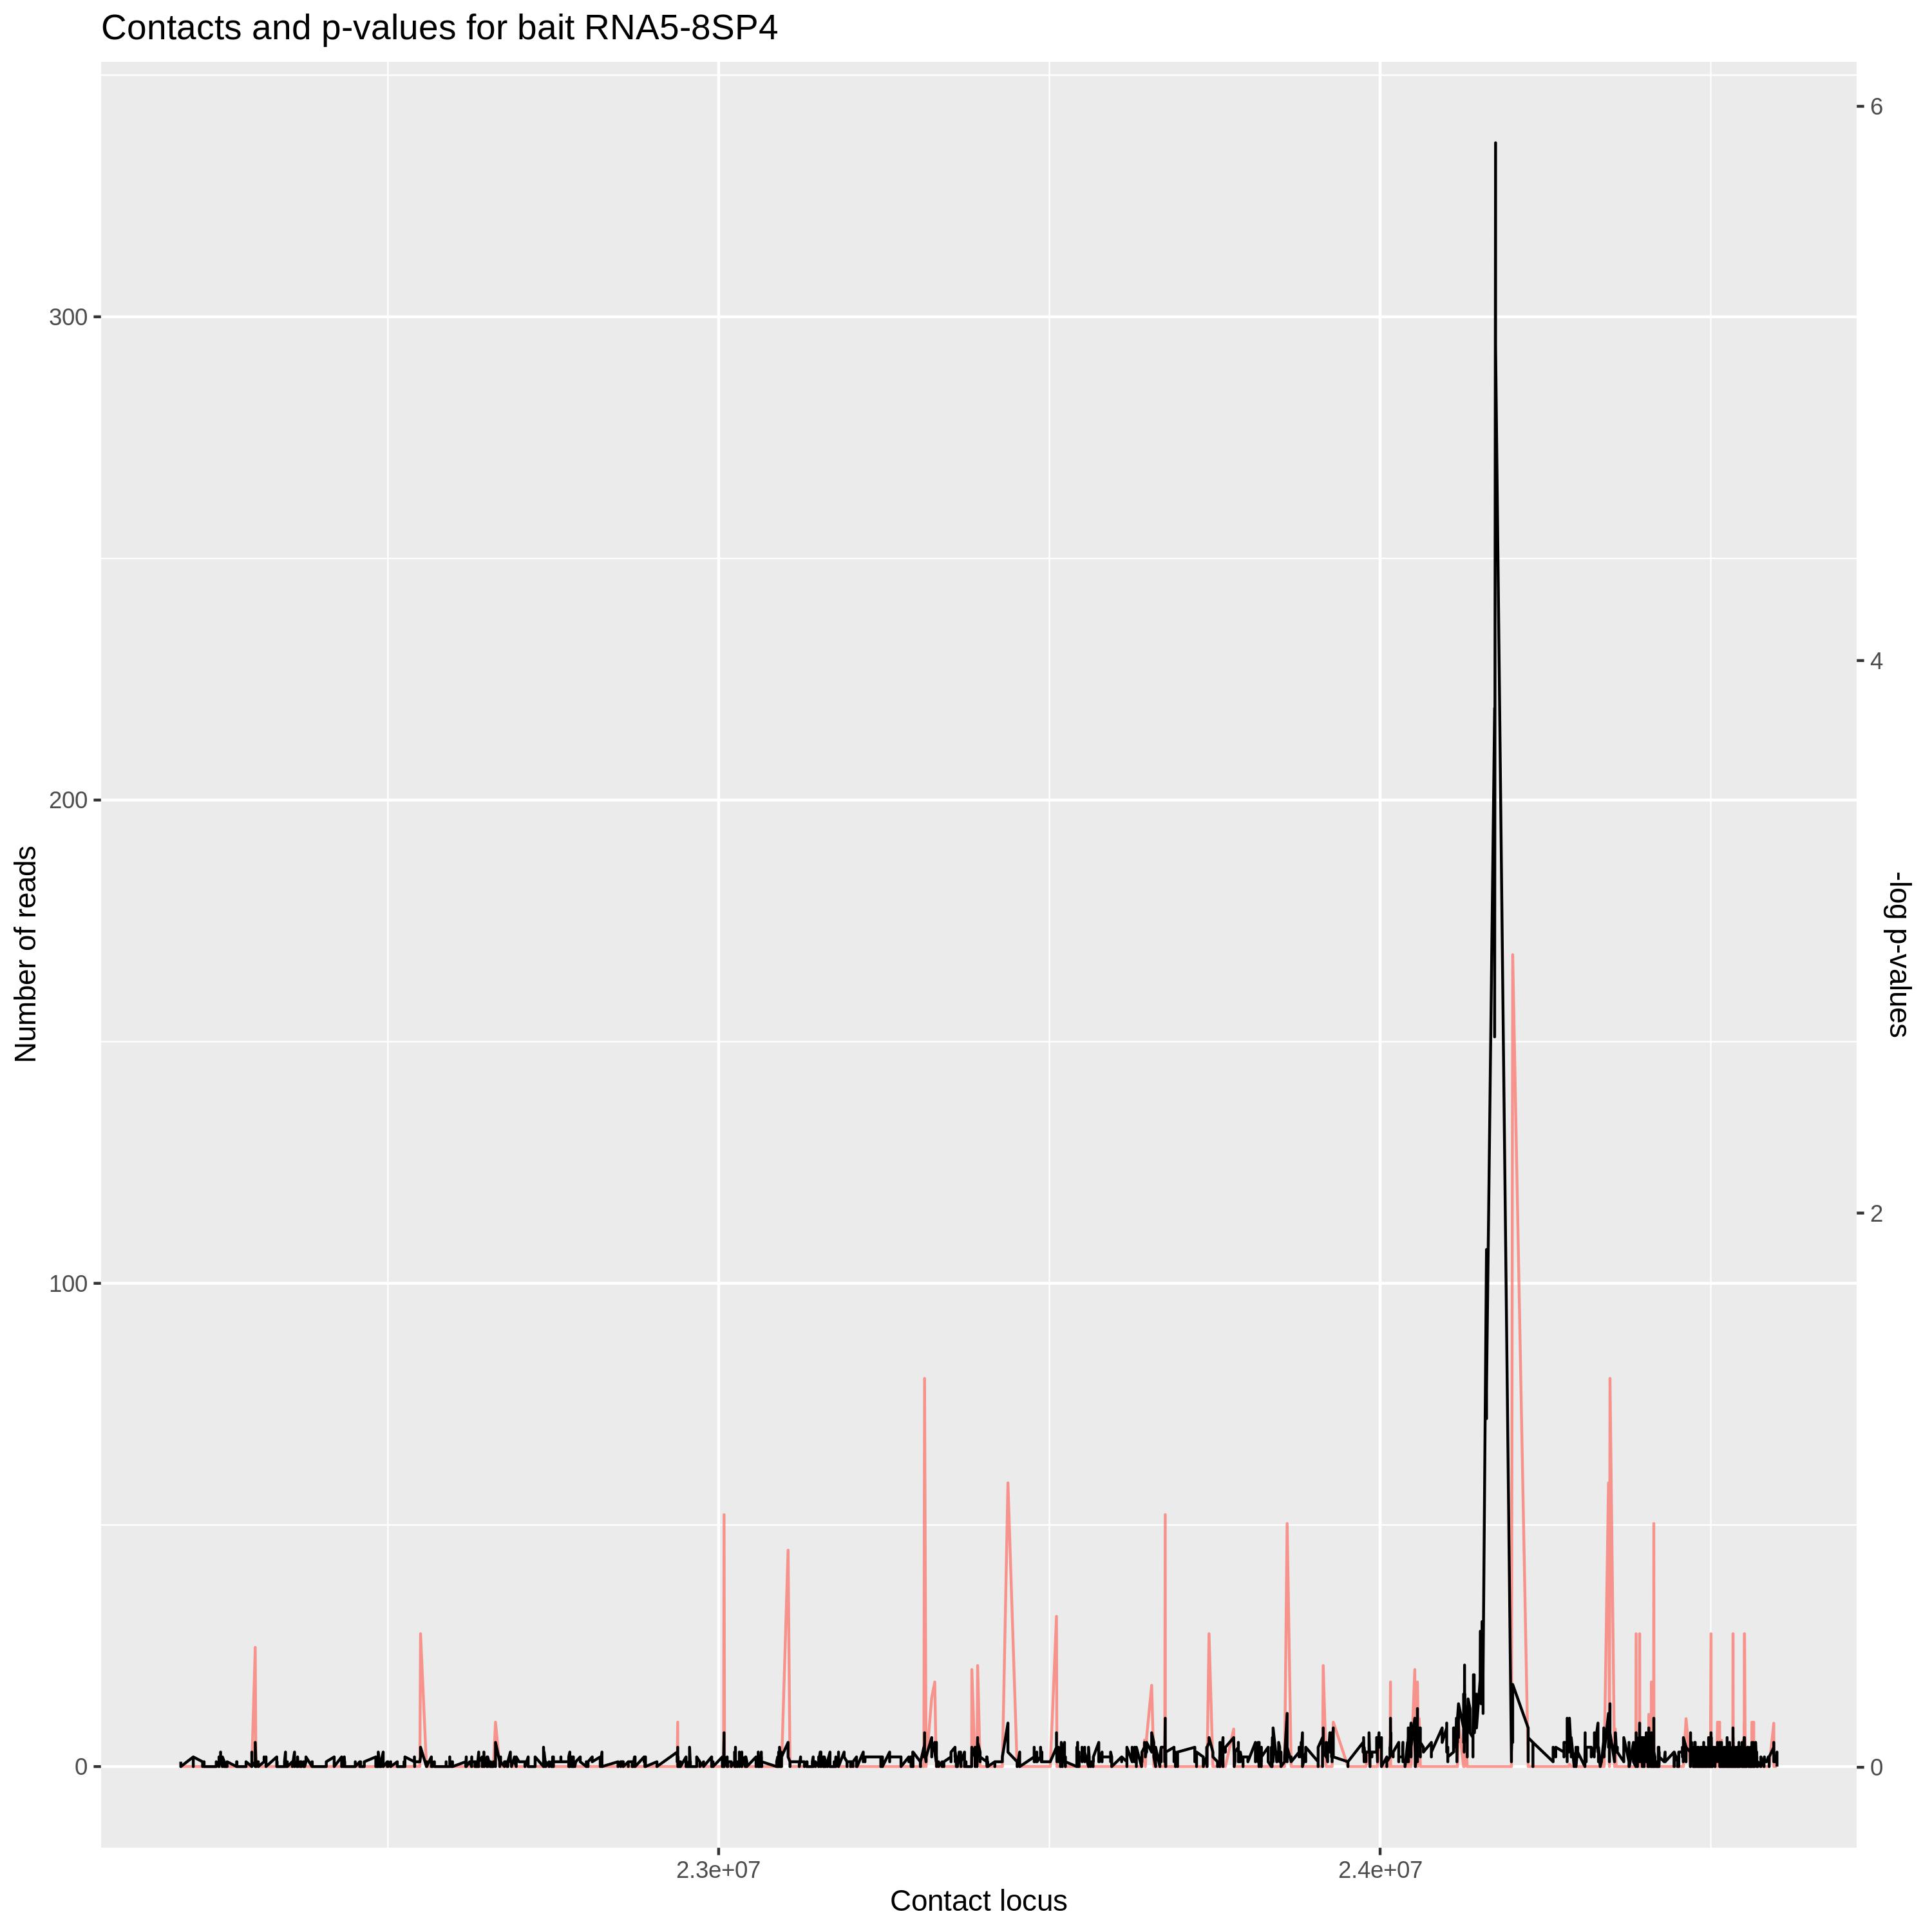 Contacts and p-values for bait RNA5-8SP4
6
300
4
200
Number of reads
-log p-values
2
100
0
0
2.3e+07
2.4e+07
Contact locus